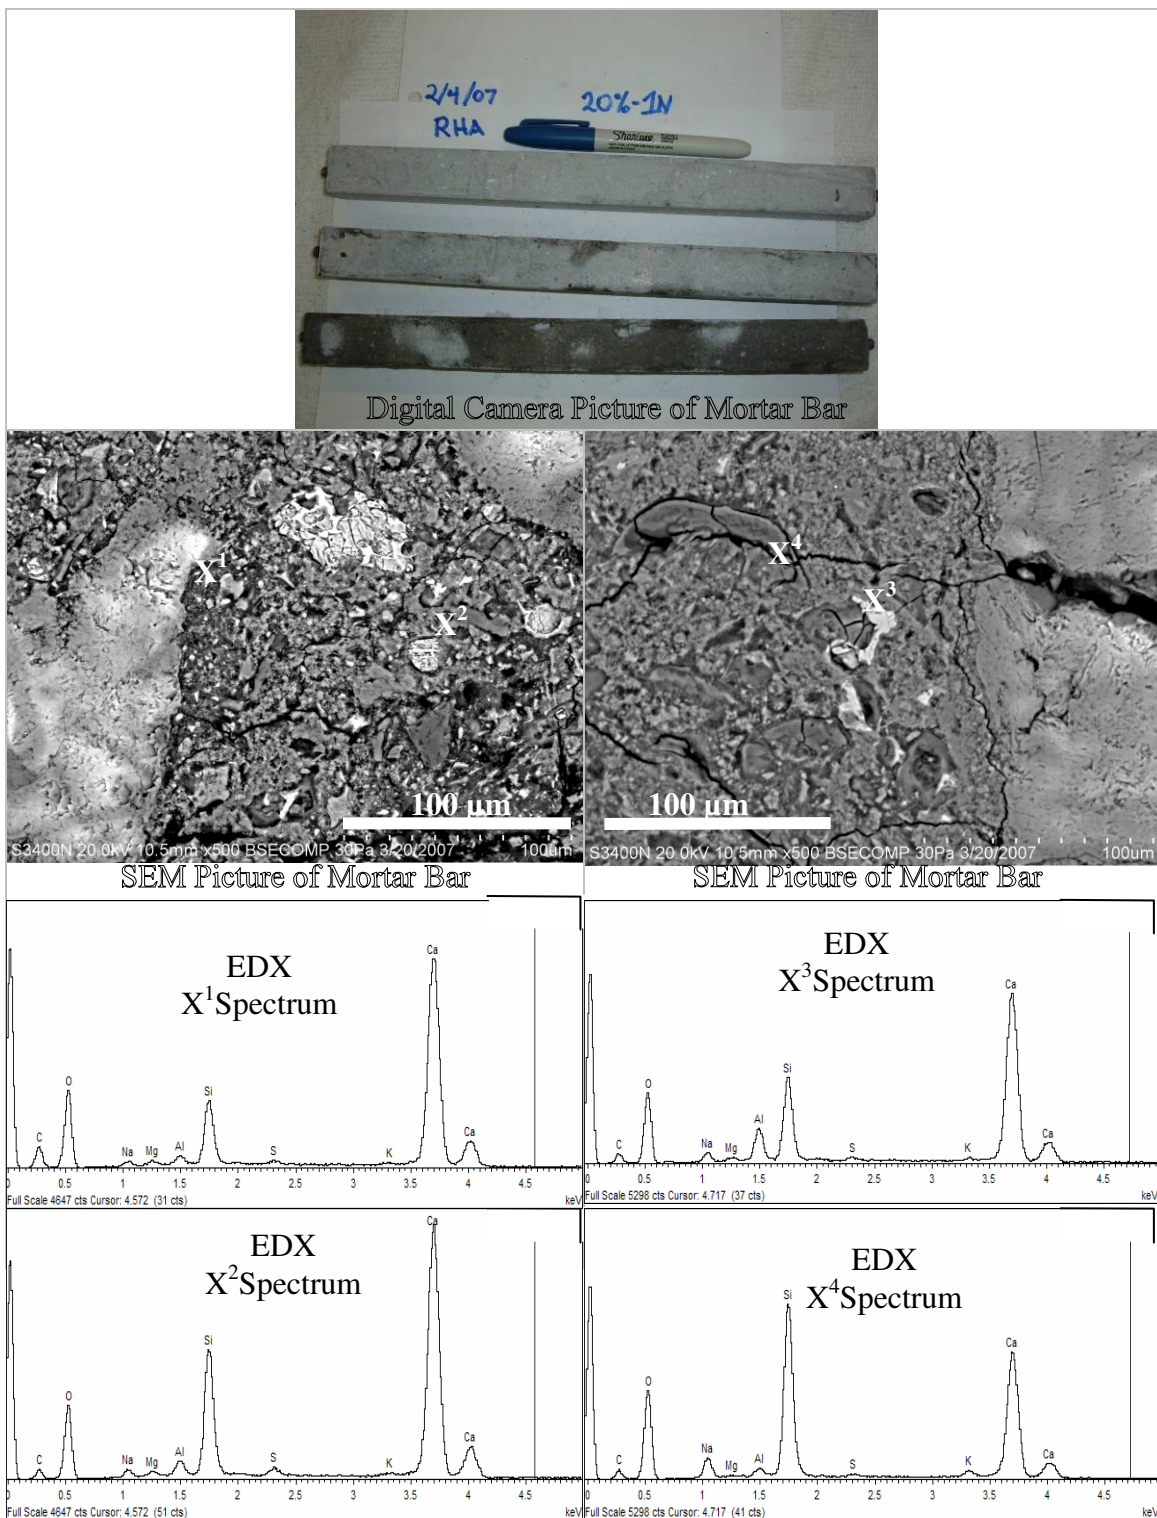 2/4/07
20%-1N
RHA
Sharpie
Digital Camera Picture of Mortar Bar
X1
X2
100 µm
S3400N 20.0kV 10.5mm x500 BSECOMP 30Pa 3/20/2007
100um
X4
X3
100 µm
S3400N 20.0kV 10.5mm x500 BSECOMP 30Pa 3/20/2007
100um
SEM Picture of Mortar Bar
SEM Picture of Mortar Bar
EDX
X1Spectrum
C
O
Na
Mg
Al
Si
S
K
Ca
Ca
0 0.5 1 1.5 2 2.5 3 3.5 4 4.5
Full Scale 4647 cts Cursor: 4.572 (31 cts)
keV
EDX
X3Spectrum
C
O
Na
Mg
Al
Si
S
K
Ca
Ca
0 0.5 1 1.5 2 2.5 3 3.5 4 4.5
Full Scale 5298 cts Cursor: 4.717 (37 cts)
keV
EDX
X2Spectrum
C
O
Na
Mg
Al
Si
S
K
Ca
Ca
0 0.5 1 1.5 2 2.5 3 3.5 4 4.5
Full Scale 4647 cts Cursor: 4.572 (51 cts)
keV
EDX
X4Spectrum
C
O
Na
Mg
Al
Si
S
K
Ca
Ca
0 0.5 1 1.5 2 2.5 3 3.5 4 4.5
Full Scale 5298 cts Cursor: 4.717 (41 cts)
keV